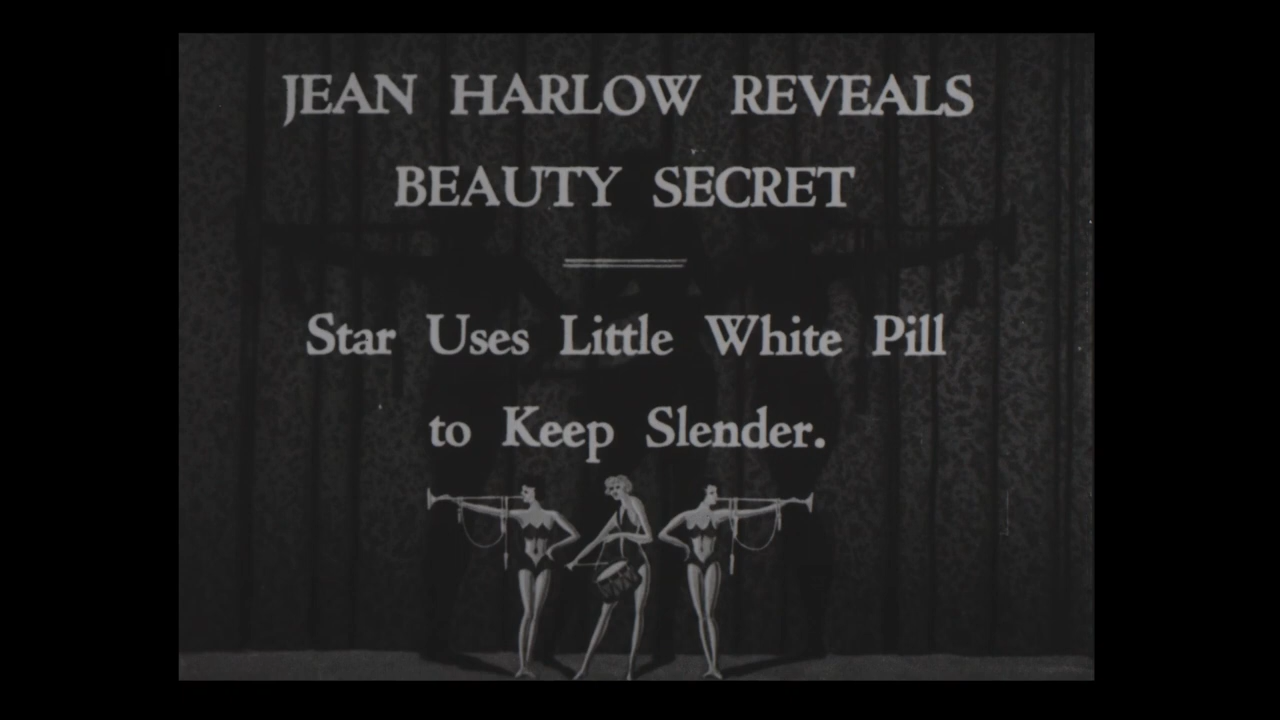 JEAN HARLOW REVEALS
BEAUTY SECRET
Star Uses Little White Pill
to Keep Slender.